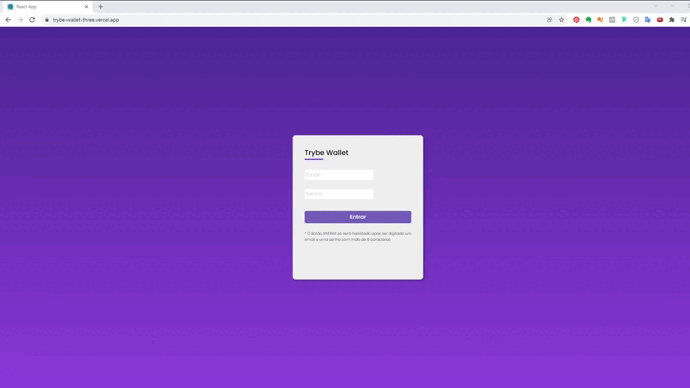 React App
trybe-wallet-three.vercel.app
Trybe Wallet
Email
Senha
Entrar
* O Botão ENTRAR só será habilitado após ser digitado um
email e uma senha com mais de 6 caracteres.